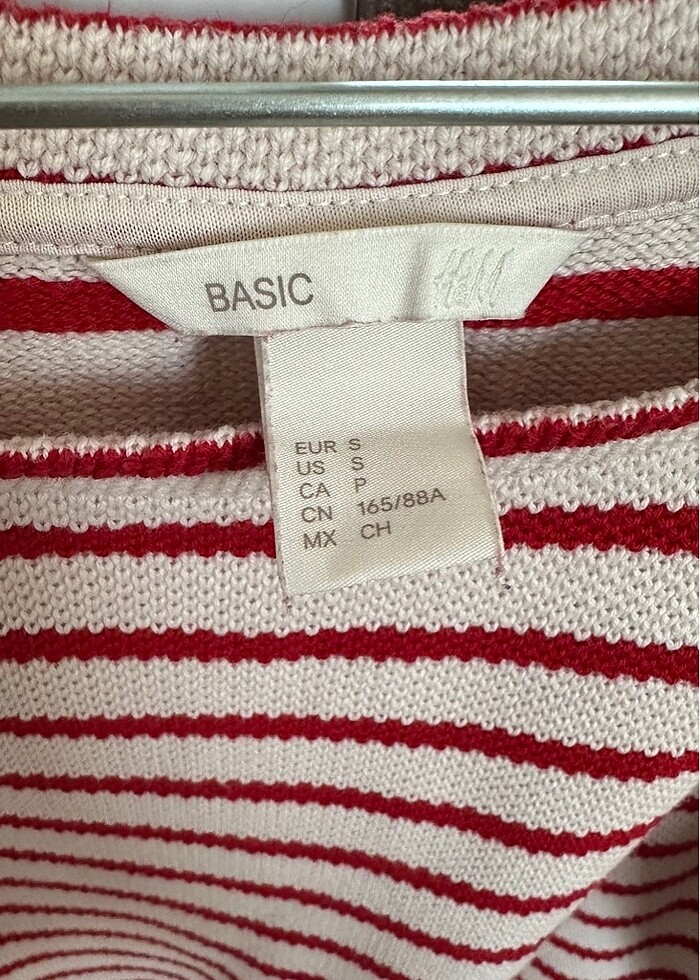 BASIC H&M
EUR S
US S
CA P
CN 165/88A
MX CH